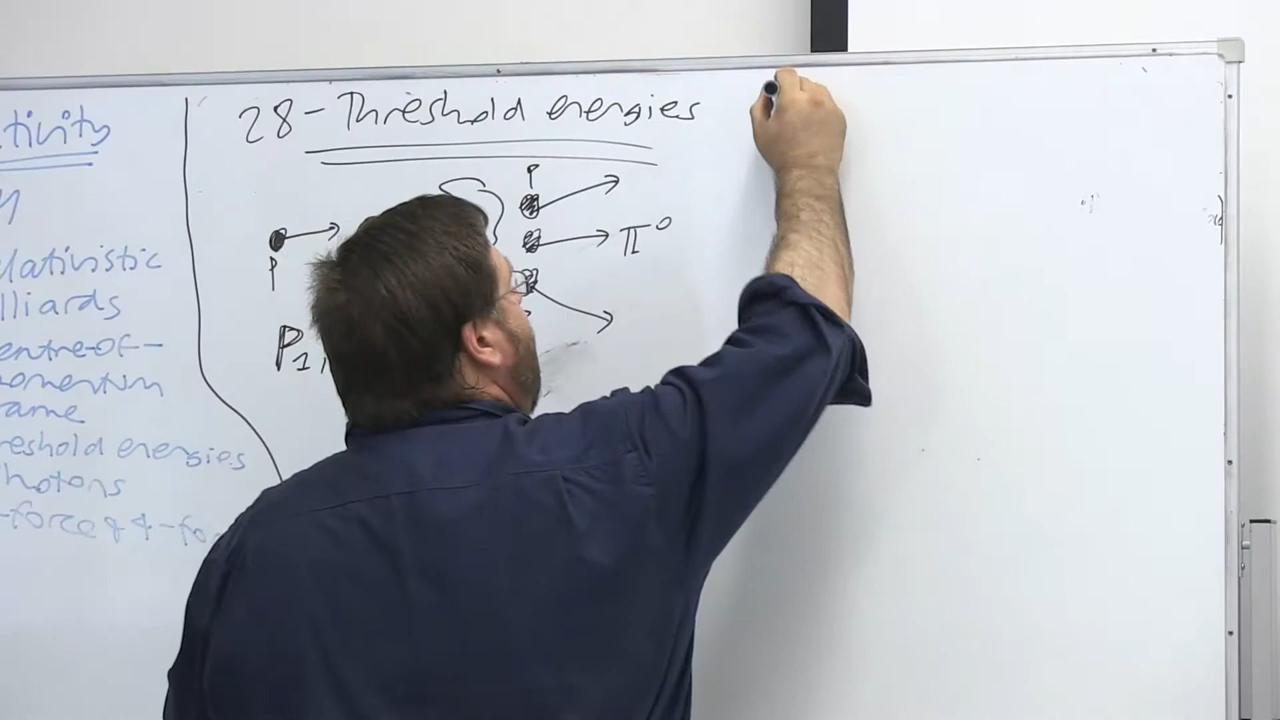 28-Threshold energies
P
π⁰
P
P₁,
tivity
lativistic
lliards
entre-of-
omentum
ame
reshold energies
hotons
-force & 4-fo